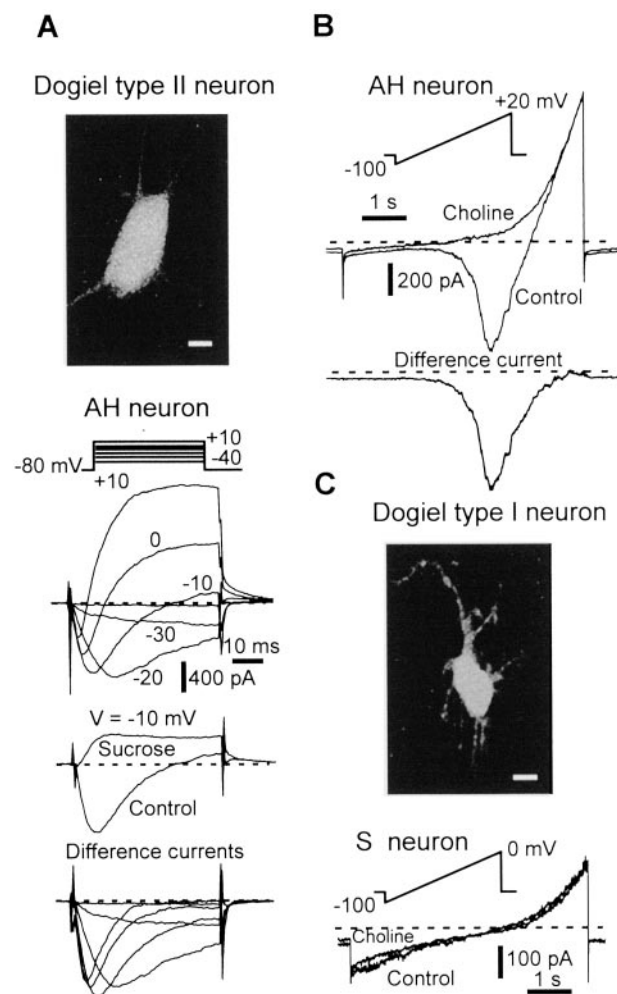 A
Dogiel type II neuron
AH neuron
-80 mV
+10
-40
+10
0
-10
-30
-20
10 ms
400 pA
V = -10 mV
Sucrose
Control
Difference currents
B
AH neuron
+20 mV
-100
1 s
Choline
200 pA
Control
Difference current
C
Dogiel type I neuron
S neuron
0 mV
-100
Choline
Control
100 pA
1 s